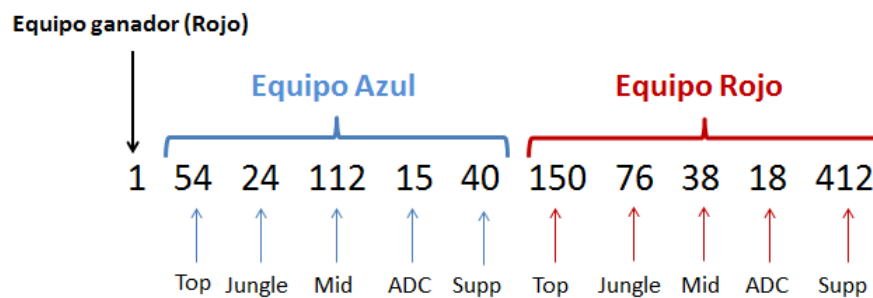 Equipo ganador (Rojo)
Equipo Azul Equipo Rojo
1 54 24 112 15 40 150 76 38 18 412
Top Jungle Mid ADC Supp Top Jungle Mid ADC Supp